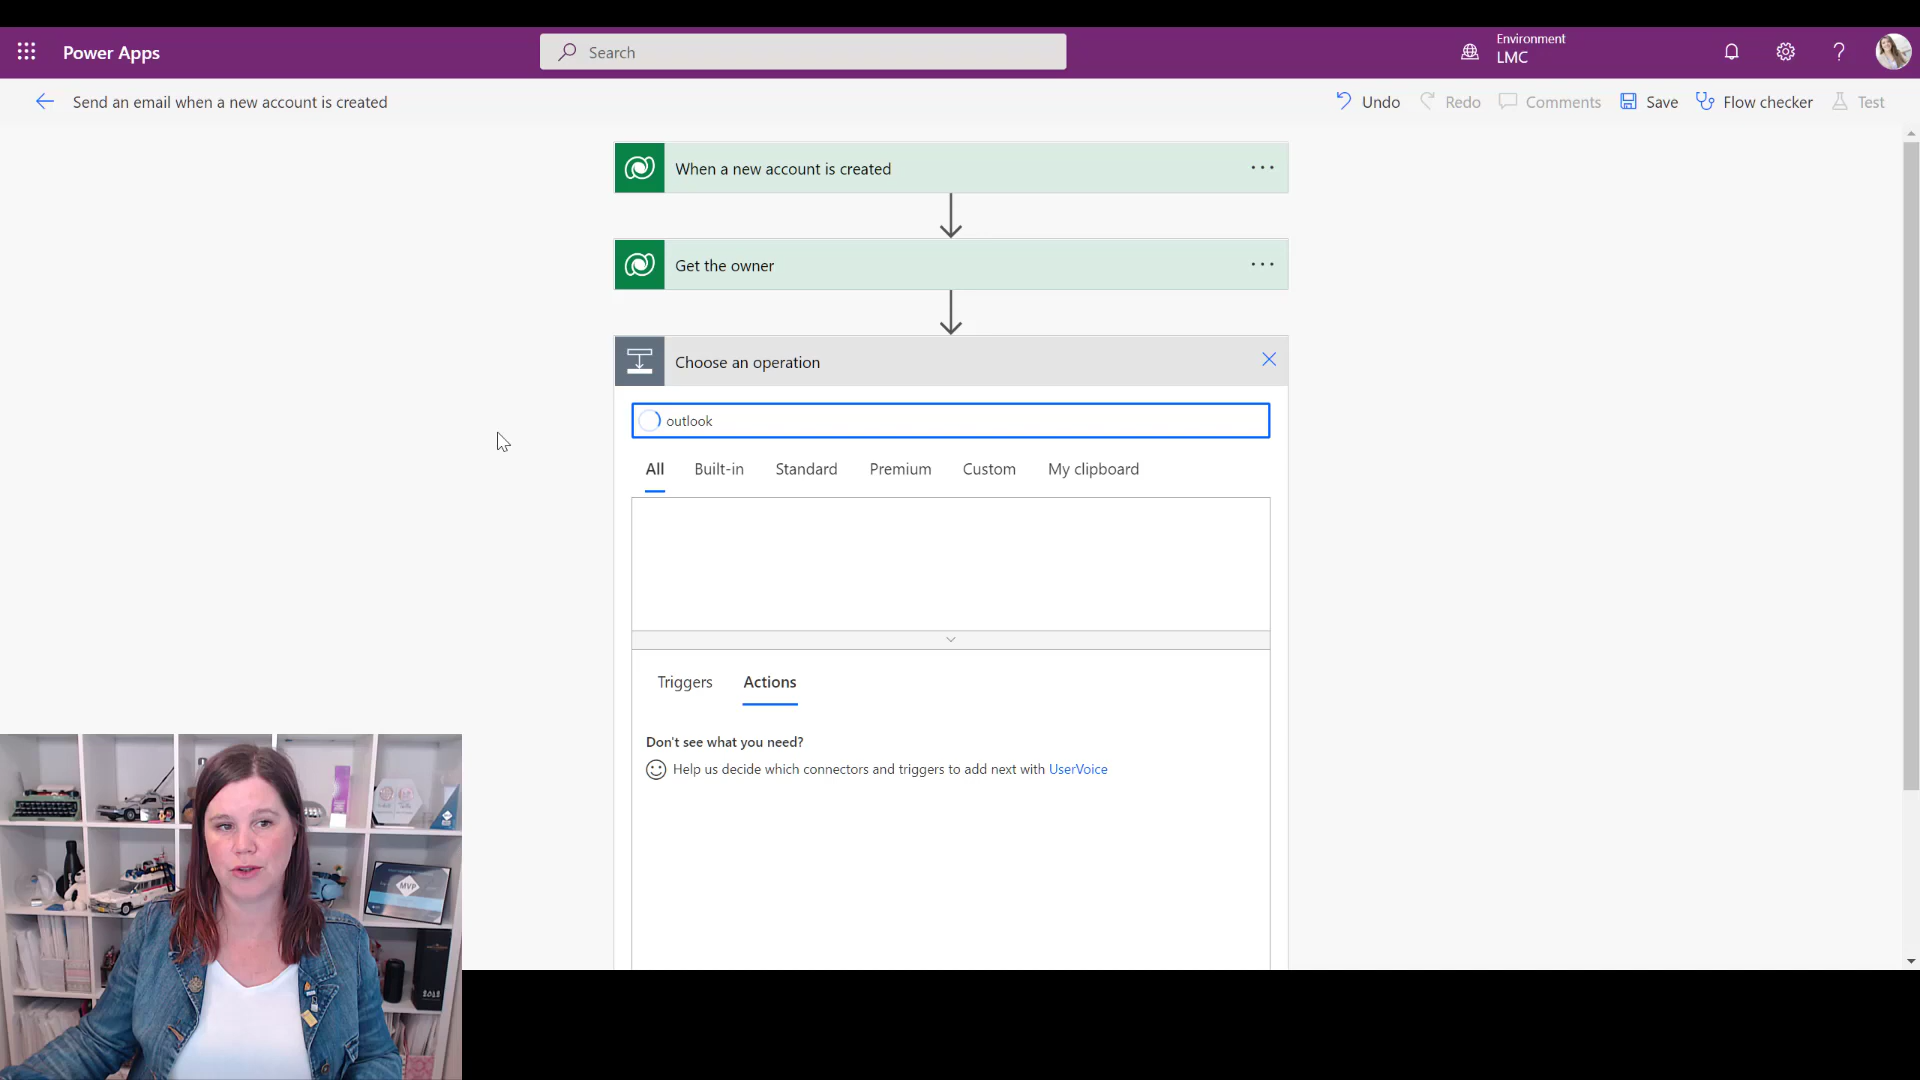 Power Apps
Search
Environment
LMC
?
Send an email when a new account is created
Undo
Redo
Comments
Save
Flow checker
Test
When a new account is created
Get the owner
Choose an operation
outlook
All
Built-in
Standard
Premium
Custom
My clipboard
Triggers
Actions
Don't see what you need?
Help us decide which connectors and triggers to add next with UserVoice
MVP